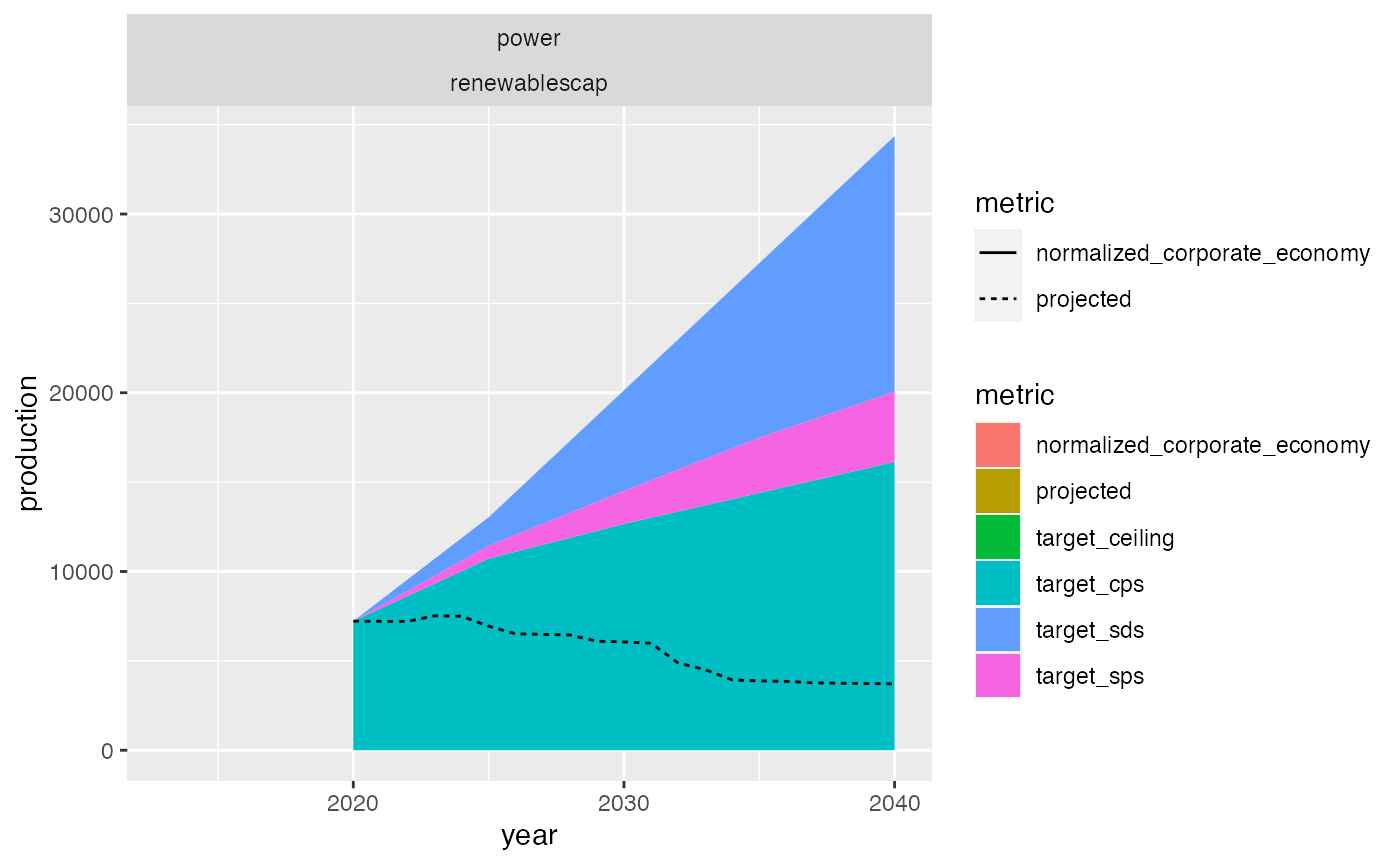 power
renewablescap
production
30000
20000
10000
0
2020
2030
2040
year
metric
normalized_corporate_economy
projected
metric
normalized_corporate_economy
projected
target_ceiling
target_cps
target_sds
target_sps